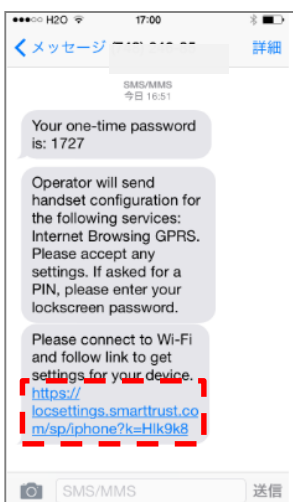 H2O 17:00
メッセージ 詳細
SMS/MMS
今日 16:51
Your one-time password
is: 1727
Operator will send
handset configuration for
the following services:
Internet Browsing GPRS.
Please accept any
settings. If asked for a
PIN, please enter your
lockscreen password.
Please connect to Wi-Fi
and follow link to get
settings for your device.
https://
locsettings.smarttrust.co
m/sp/iphone?k=Hlk9k8
SMS/MMS 送信